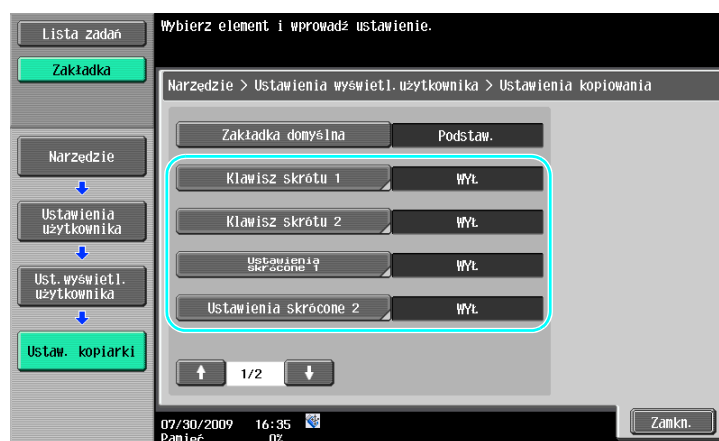 Lista zadań
Zakładka
Wybierz element i wprowadź ustawienie.
Narzędzie > Ustawienia wyświetl.użytkownika > Ustawienia kopiowania
Zakładka domyślna
Podstaw.
Klawisz skrótu 1
WYŁ
Klawisz skrótu 2
WYŁ
Ustawienia
skrócone 1
WYŁ
Ustawienia skrócone 2
WYŁ
1/2
Narzędzie
Ustawienia
użytkownika
Ust.wyświetl.
użytkownika
Ustaw. kopiarki
07/30/2009 16:35
Pamięć 0%
Zamkn.